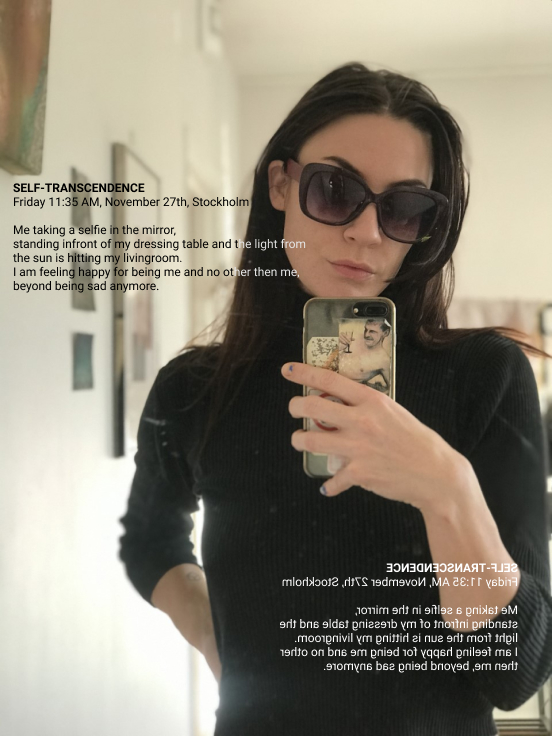 SELF-TRANSCENDENCE
Friday 11:35 AM, November 27th, Stockholm
Me taking a selfie in the mirror,
standing infront of my dressing table and the light from
the sun is hitting my livingroom.
I am feeling happy for being me and no other then me,
beyond being sad anymore.
SELF-TRANSCENDENCE
Friday 11:35 AM, November 27th, Stockholm
Me taking a selfie in the mirror,
standing infront of my dressing table and the
light from the sun is hitting my livingroom.
I am feeling happy for being me and no other
then me, beyond being sad anymore.